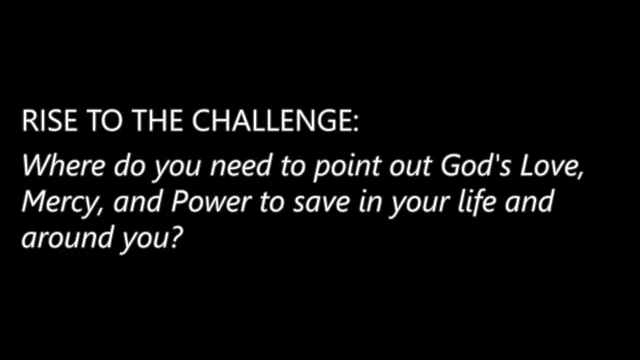 RISE TO THE CHALLENGE:
Where do you need to point out God's Love,
Mercy, and Power to save in your life and
around you?